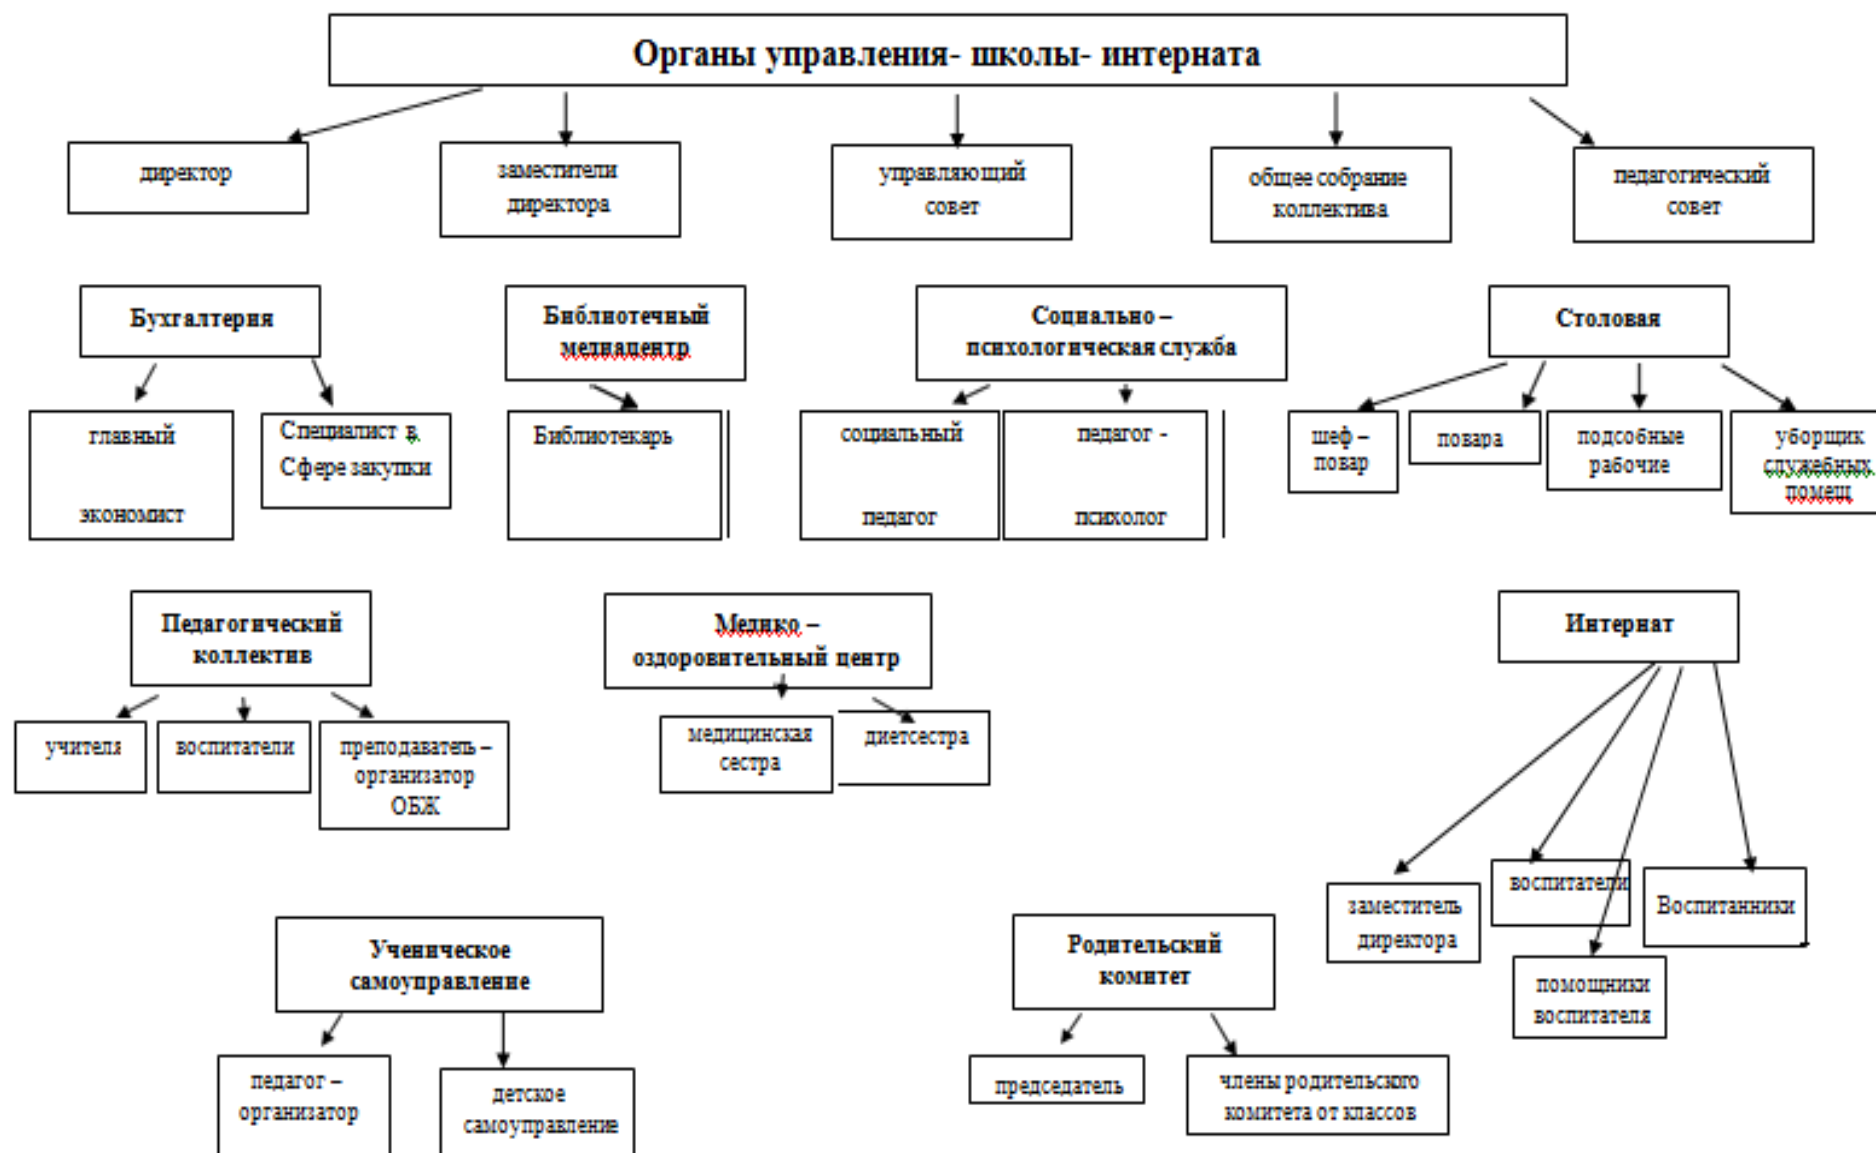 Органы управления- школы- интерната
директор
заместители
директора
управляющий
совет
общее собрание
коллектива
педагогический
совет
Бухгалтерия
Библиотечный
медиацентр
Социально –
психологическая служба
Столовая
главный
экономист
Специалист в
Сфере закупки
Библиотекарь
социальный
педагог
педагог -
психолог
шеф –
повар
повара
подсобные
рабочие
уборщик
служебных
помещ
Педагогический
коллектив
Медико –
оздоровительный центр
Интернат
учителя
воспитатели
преподаватель –
организатор
ОБЖ
медицинская
сестра
диетсестра
заместитель
директора
воспитатели
Воспитанники
помощники
воспитателя
Ученическое
самоуправление
Родительский
комитет
педагог –
организатор
детское
самоуправление
председатель
члены родительского
комитета от классов